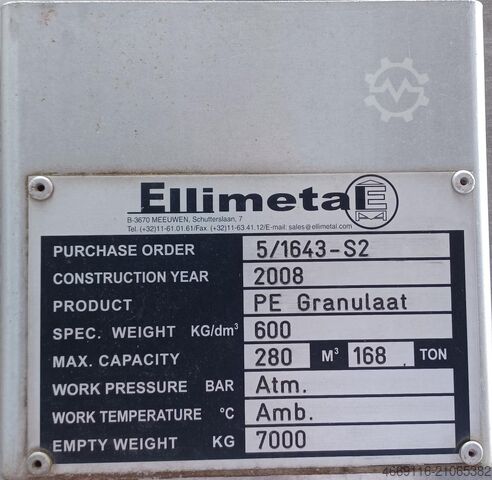 Ellimetal
B-3670 MEEUWEN, Schutterslaan, 7
Tel. (+32)11-61.01.61/Fax. (+32)11-63.41.12/E-mail: sales@ellimetal.com
PURCHASE ORDER 5/1643-S2
CONSTRUCTION YEAR 2008
PRODUCT PE Granulaat
SPEC. WEIGHT KG/dm³ 600
MAX. CAPACITY 280 M³ 168 TON
WORK PRESSURE BAR Atm.
WORK TEMPERATURE °C Amb.
EMPTY WEIGHT KG 7000
4669116-21065382